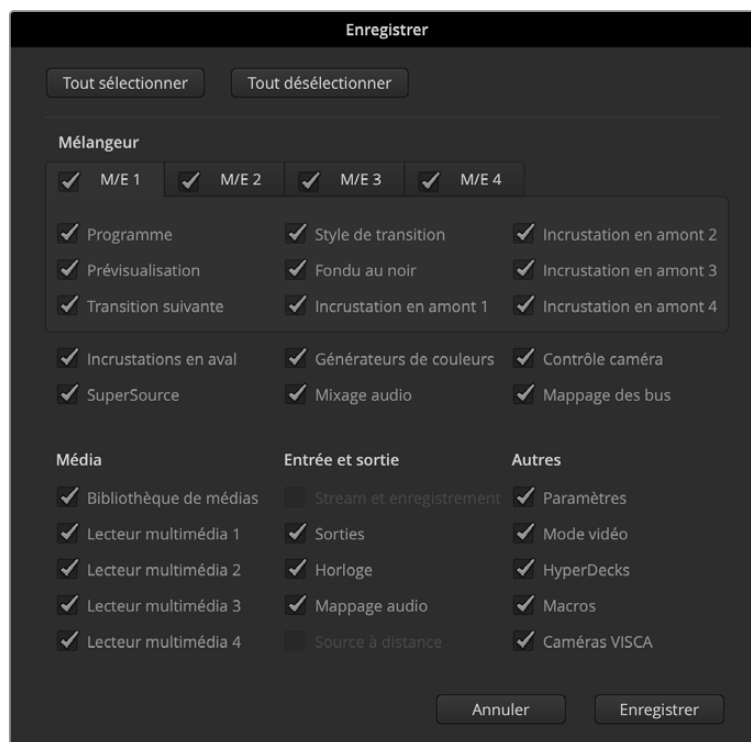 Enregistrer
Tout sélectionner Tout désélectionner
Mélangeur
M/E 1 M/E 2 M/E 3 M/E 4
Programme Style de transition Incrustation en amont 2
Prévisualisation Fondu au noir Incrustation en amont 3
Transition suivante Incrustation en amont 1 Incrustation en amont 4
Incrustations en aval Générateurs de couleurs Contrôle caméra
SuperSource Mixage audio Mappage des bus
Média Entrée et sortie Autres
Bibliothèque de médias Stream et enregistrement Paramètres
Lecteur multimédia 1 Sorties Mode vidéo
Lecteur multimédia 2 Horloge HyperDecks
Lecteur multimédia 3 Mappage audio Macros
Lecteur multimédia 4 Source à distance Caméras VISCA
Annuler Enregistrer